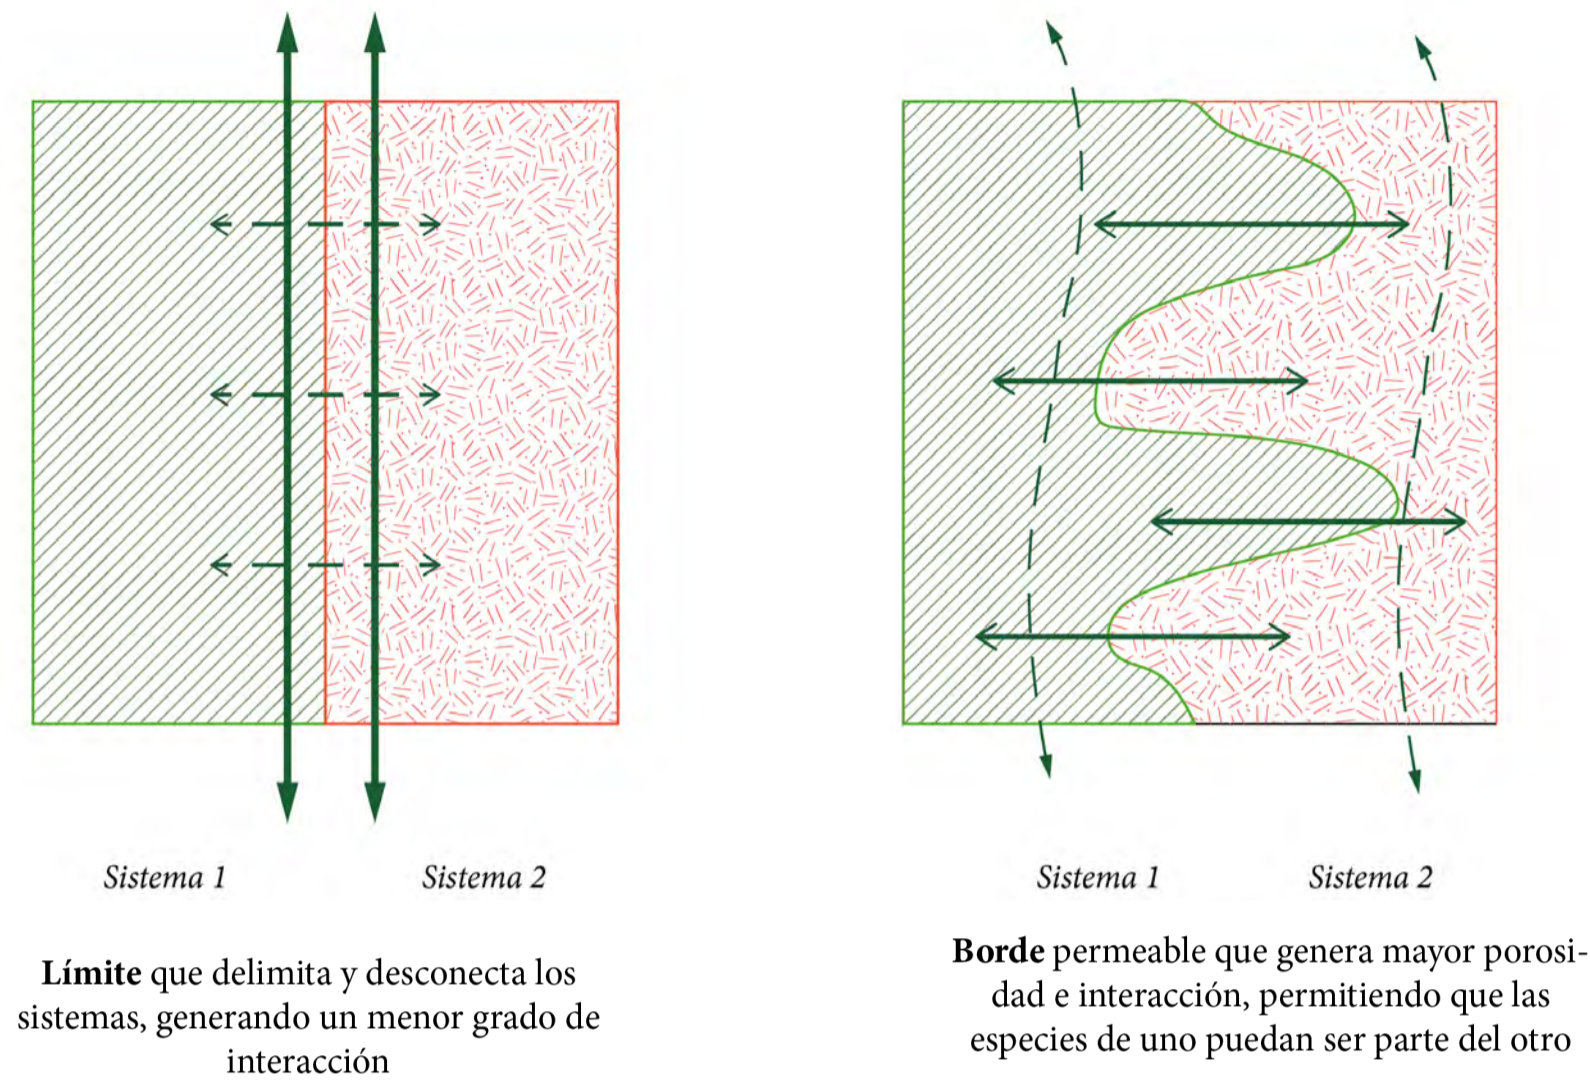 Sistema 1
Sistema 2
Límite que delimita y desconecta los
sistemas, generando un menor grado de
interacción
Sistema 1
Sistema 2
Borde permeable que genera mayor porosi-
dad e interacción, permitiendo que las
especies de uno puedan ser parte del otro